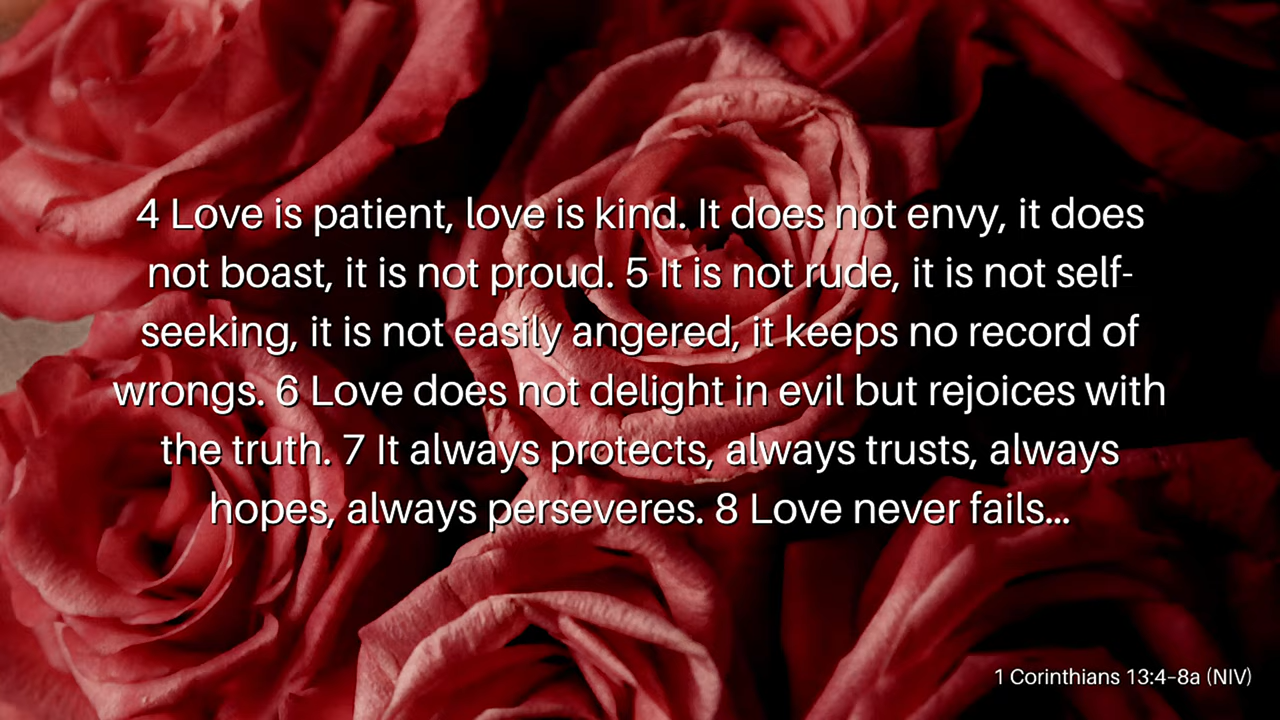 4 Love is patient, love is kind. It does not envy, it does
not boast, it is not proud. 5 It is not rude, it is not self-
seeking, it is not easily angered, it keeps no record of
wrongs. 6 Love does not delight in evil but rejoices with
the truth. 7 It always protects, always trusts, always
hopes, always perseveres. 8 Love never fails...
1 Corinthians 13:4–8a (NIV)